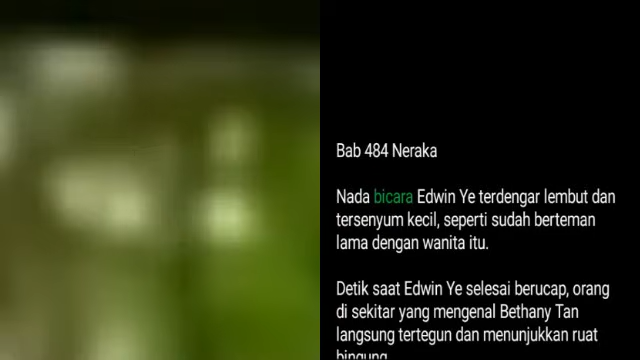 Bab 484 Neraka
Nada bicara Edwin Ye terdengar lembut dan
tersenyum kecil, seperti sudah berteman
lama dengan wanita itu.
Detik saat Edwin Ye selesai berucap, orang
di sekitar yang mengenal Bethany Tan
langsung tertegun dan menunjukkan ruat
bingung